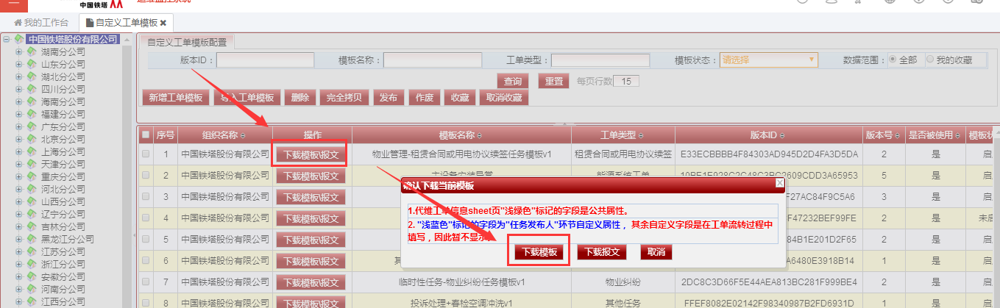 中国铁塔
运维监控系统
我的工作台 自定义工单模板
中国铁塔股份有限公司
湖南分公司
山东分公司
湖北分公司
四川分公司
海南分公司
福建分公司
广东分公司
北京分公司
上海分公司
天津分公司
重庆分公司
河北分公司
山西分公司
辽宁分公司
吉林分公司
黑龙江分公司
江苏分公司
浙江分公司
安徽分公司
河南分公司
江西分公司
自定义工单模版配置
版本ID： 模板名称： 工单类型： 模板状态： 请选择 数据范围： 全部 我的收藏
查询 重置 每页行数 15
新增工单模板 导入工单模板 删除 完全拷贝 发布 作废 收藏 取消收藏
序号 组织名称 操作 模板名称 工单类型 版本ID 版本号 是否被使用 模板状
1 中国铁塔股份有限公司 下载模板\报文 物业管理-租赁合同或用电协议续签任务模板v1 租赁合同或用电协议续签 E33ECBBBB4F84303AD945D2D4FA3D5DA 2 是 启
2 中国铁塔股份有限公司 下载模板\报文 5 是 启
3 中国铁塔股份有限公司 下载模板\报文 F27AC84F9C5A6 3 是 启
4 中国铁塔股份有限公司 下载模板\报文 F47232BEF99FE 2 是 未启
5 中国铁塔股份有限公司 下载模板\报文 84B1E201D2F65 2 是 启
6 中国铁塔股份有限公司 下载模板\报文 A6480E3918B14 1 是 启
7 中国铁塔股份有限公司 下载模板\报文 临时性任务-物业纠纷任务模板v1 物业纠纷 2DC8C3D66F5E44AEA813BC281F999BE4 2 是 启
8 中国铁塔股份有限公司 下载模板\报文 投诉处理+春检空调冲洗v1 其他任务 FFEF8082E02142F98340987B2FD6931D 1 是 启
确认下载当前模板
1.代维工单信息sheet页"浅绿色"标记的字段是公共属性。
2. "浅蓝色"标记的字段为"任务发布人"环节自定义属性，其余自定义字段是在工单流转过程中
填写，因此暂不显示
下载模板 下载报文 取消